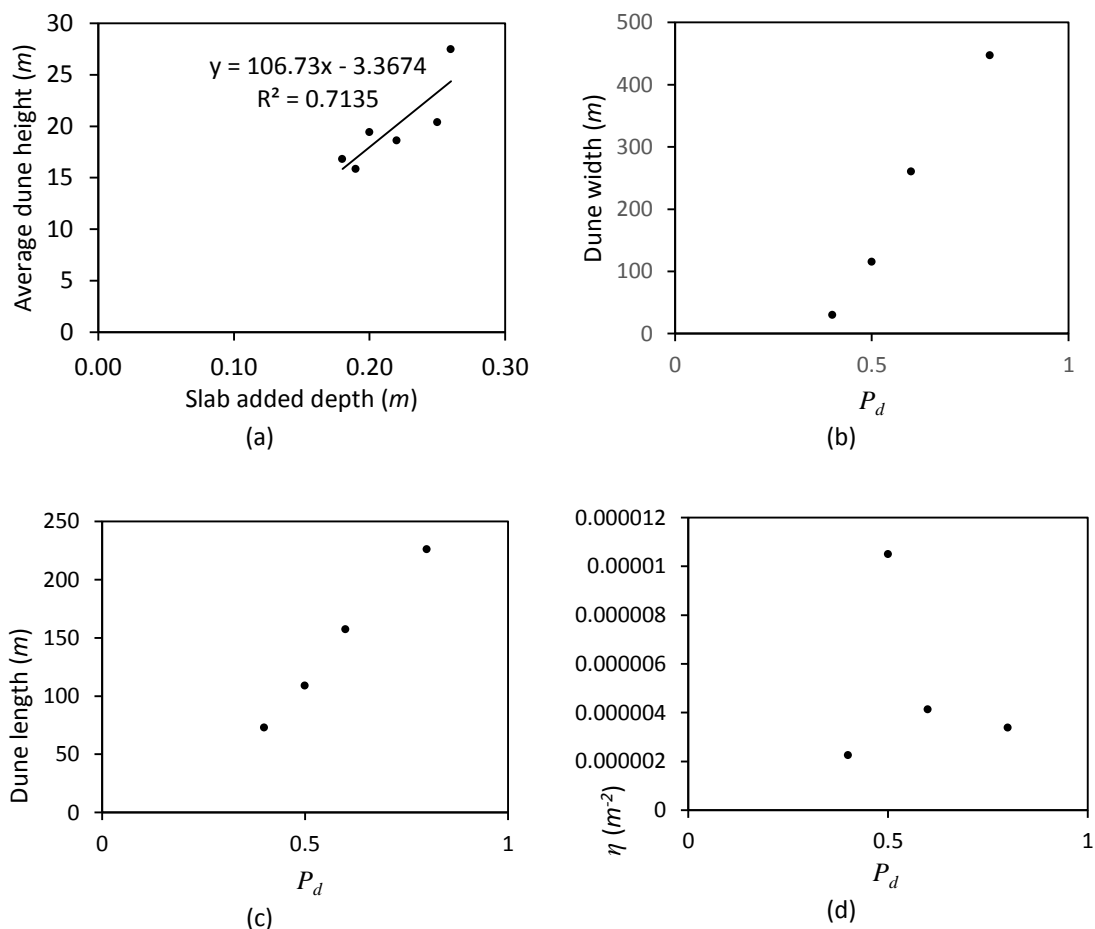 30
25
20
15
10
5
0
0.00
0.10
0.20
0.30
Average dune height (m)
y = 106.73x - 3.3674
R² = 0.7135
Slab added depth (m)
(a)
500
400
300
200
100
0
0
0.5
1
Dune width (m)
P_d
(b)
250
200
150
100
50
0
0
0.5
1
Dune length (m)
P_d
(c)
0.000012
0.00001
0.000008
0.000006
0.000004
0.000002
0
0
0.5
1
η (m⁻²)
P_d
(d)